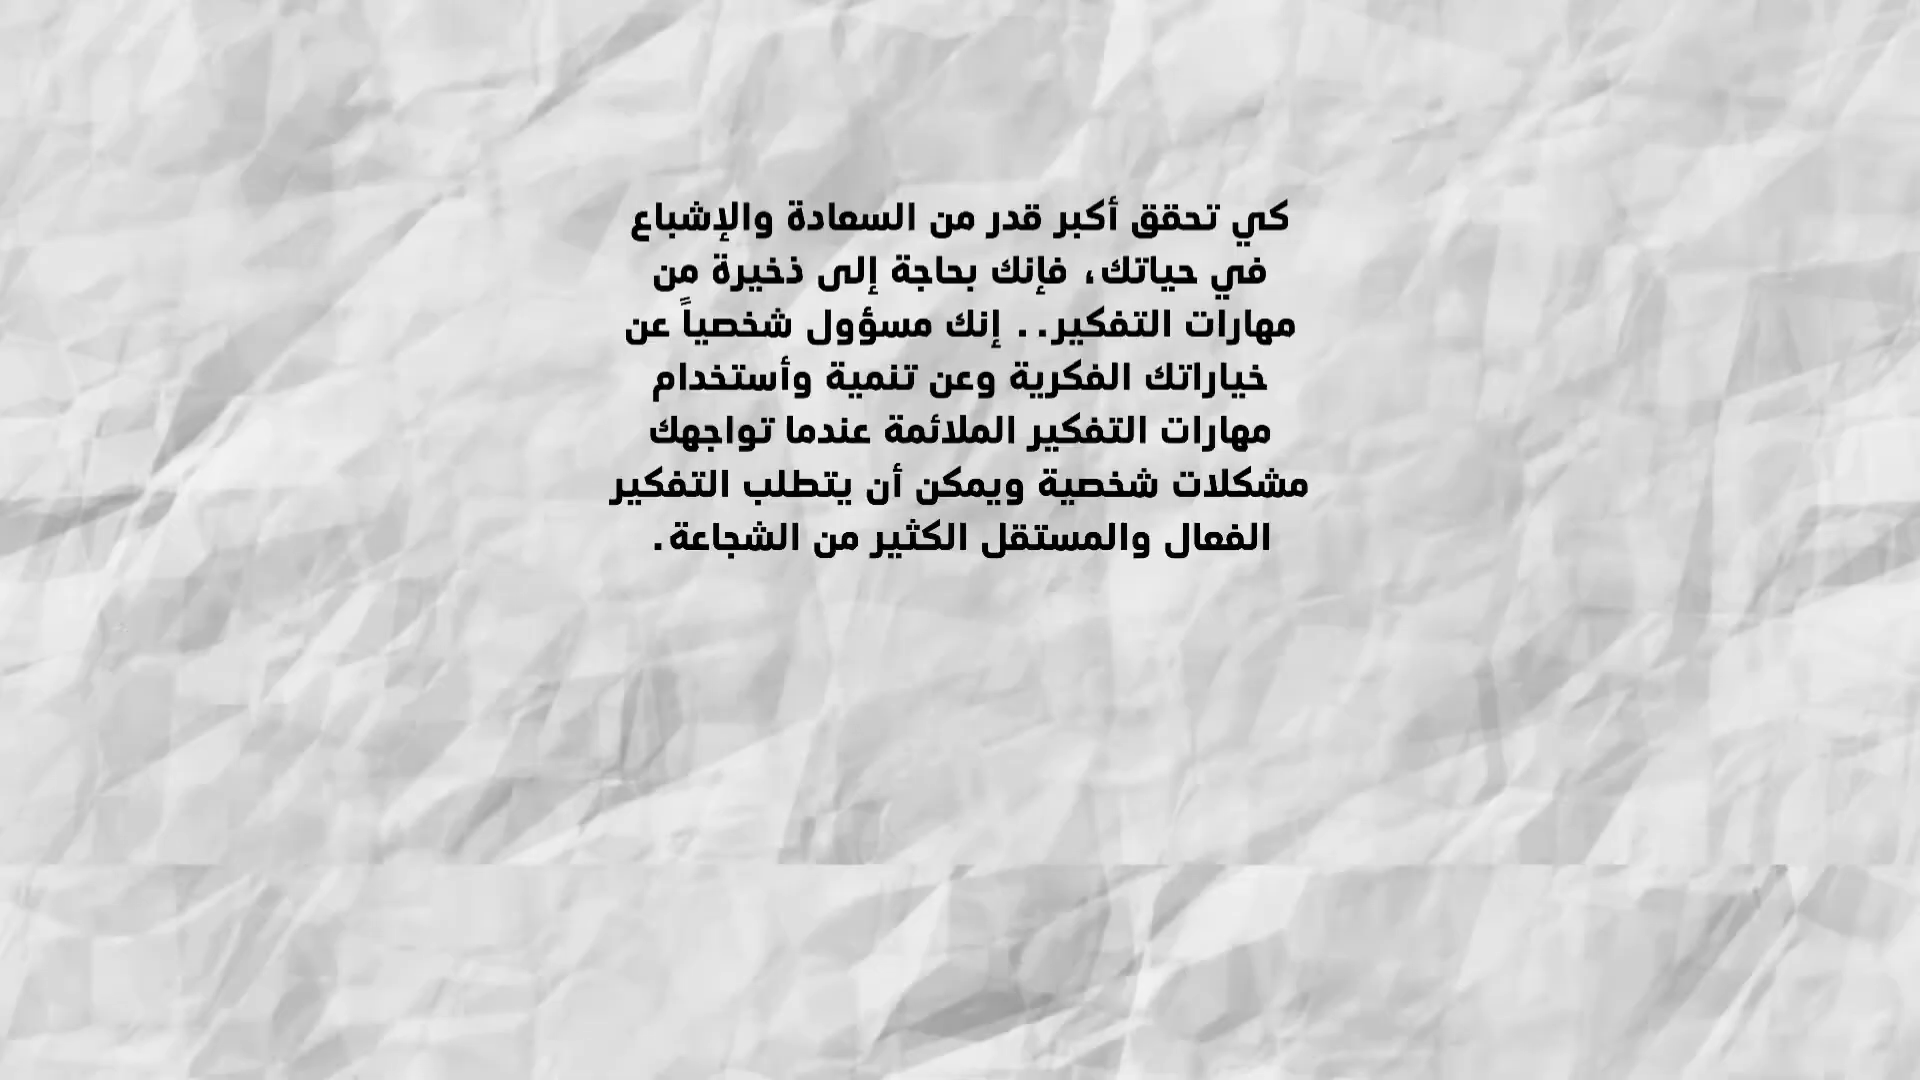 كي تحقق أكبر قدر من السعادة والإشباع
في حياتك، فإنك بحاجة إلى ذخيرة من
مهارات التفكير.. إنك مسؤول شخصياً عن
خياراتك الفكرية وعن تنمية وأستخدام
مهارات التفكير الملائمة عندما تواجهك
مشكلات شخصية ويمكن أن يتطلب التفكير
الفعال والمستقل الكثير من الشجاعة.